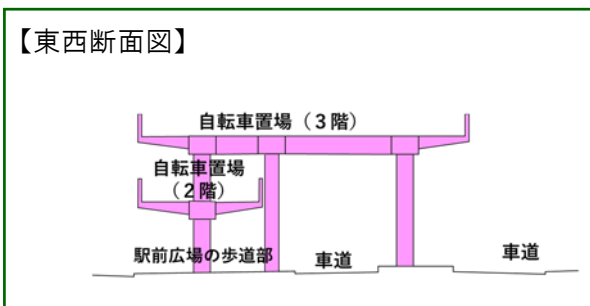 【東西断面図】
自転車置場（３階）
自転車置場
（２階）
駅前広場の歩道部
車道
車道